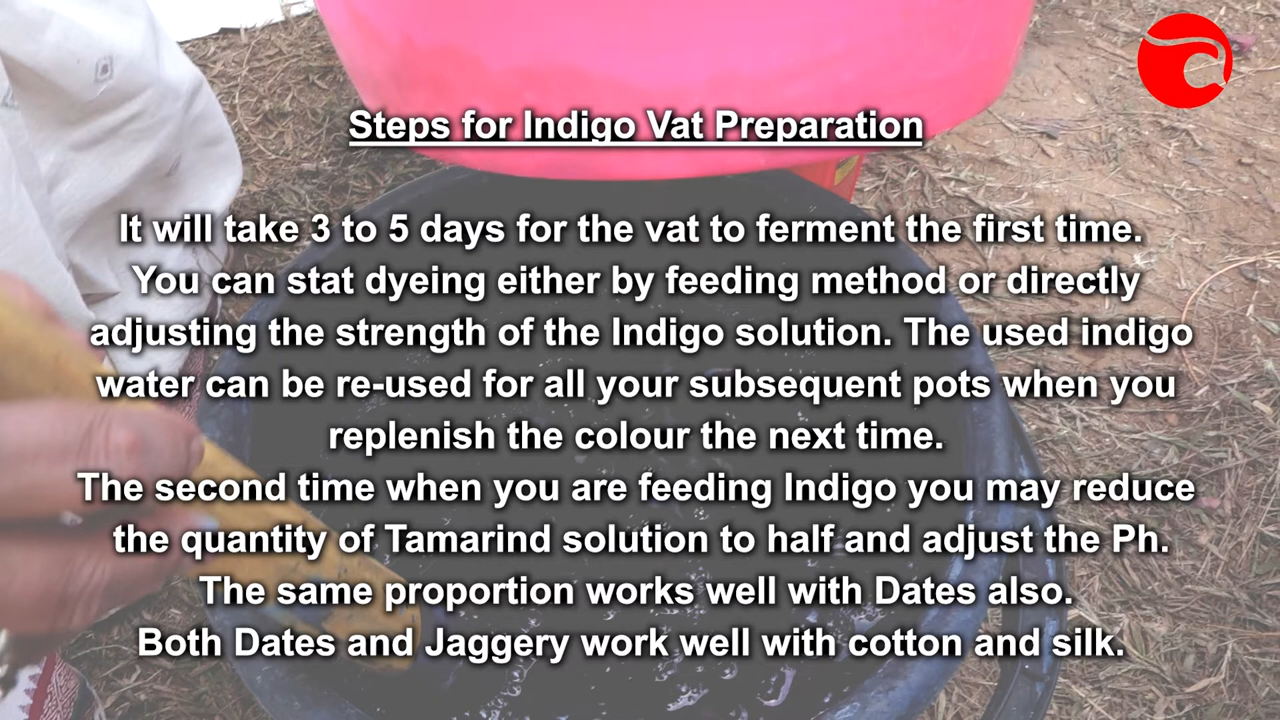 Steps for Indigo Vat Preparation
It will take 3 to 5 days for the vat to ferment the first time.
You can stat dyeing either by feeding method or directly
adjusting the strength of the Indigo solution. The used indigo
water can be re-used for all your subsequent pots when you
replenish the colour the next time.
The second time when you are feeding Indigo you may reduce
the quantity of Tamarind solution to half and adjust the Ph.
The same proportion works well with Dates also.
Both Dates and Jaggery work well with cotton and silk.